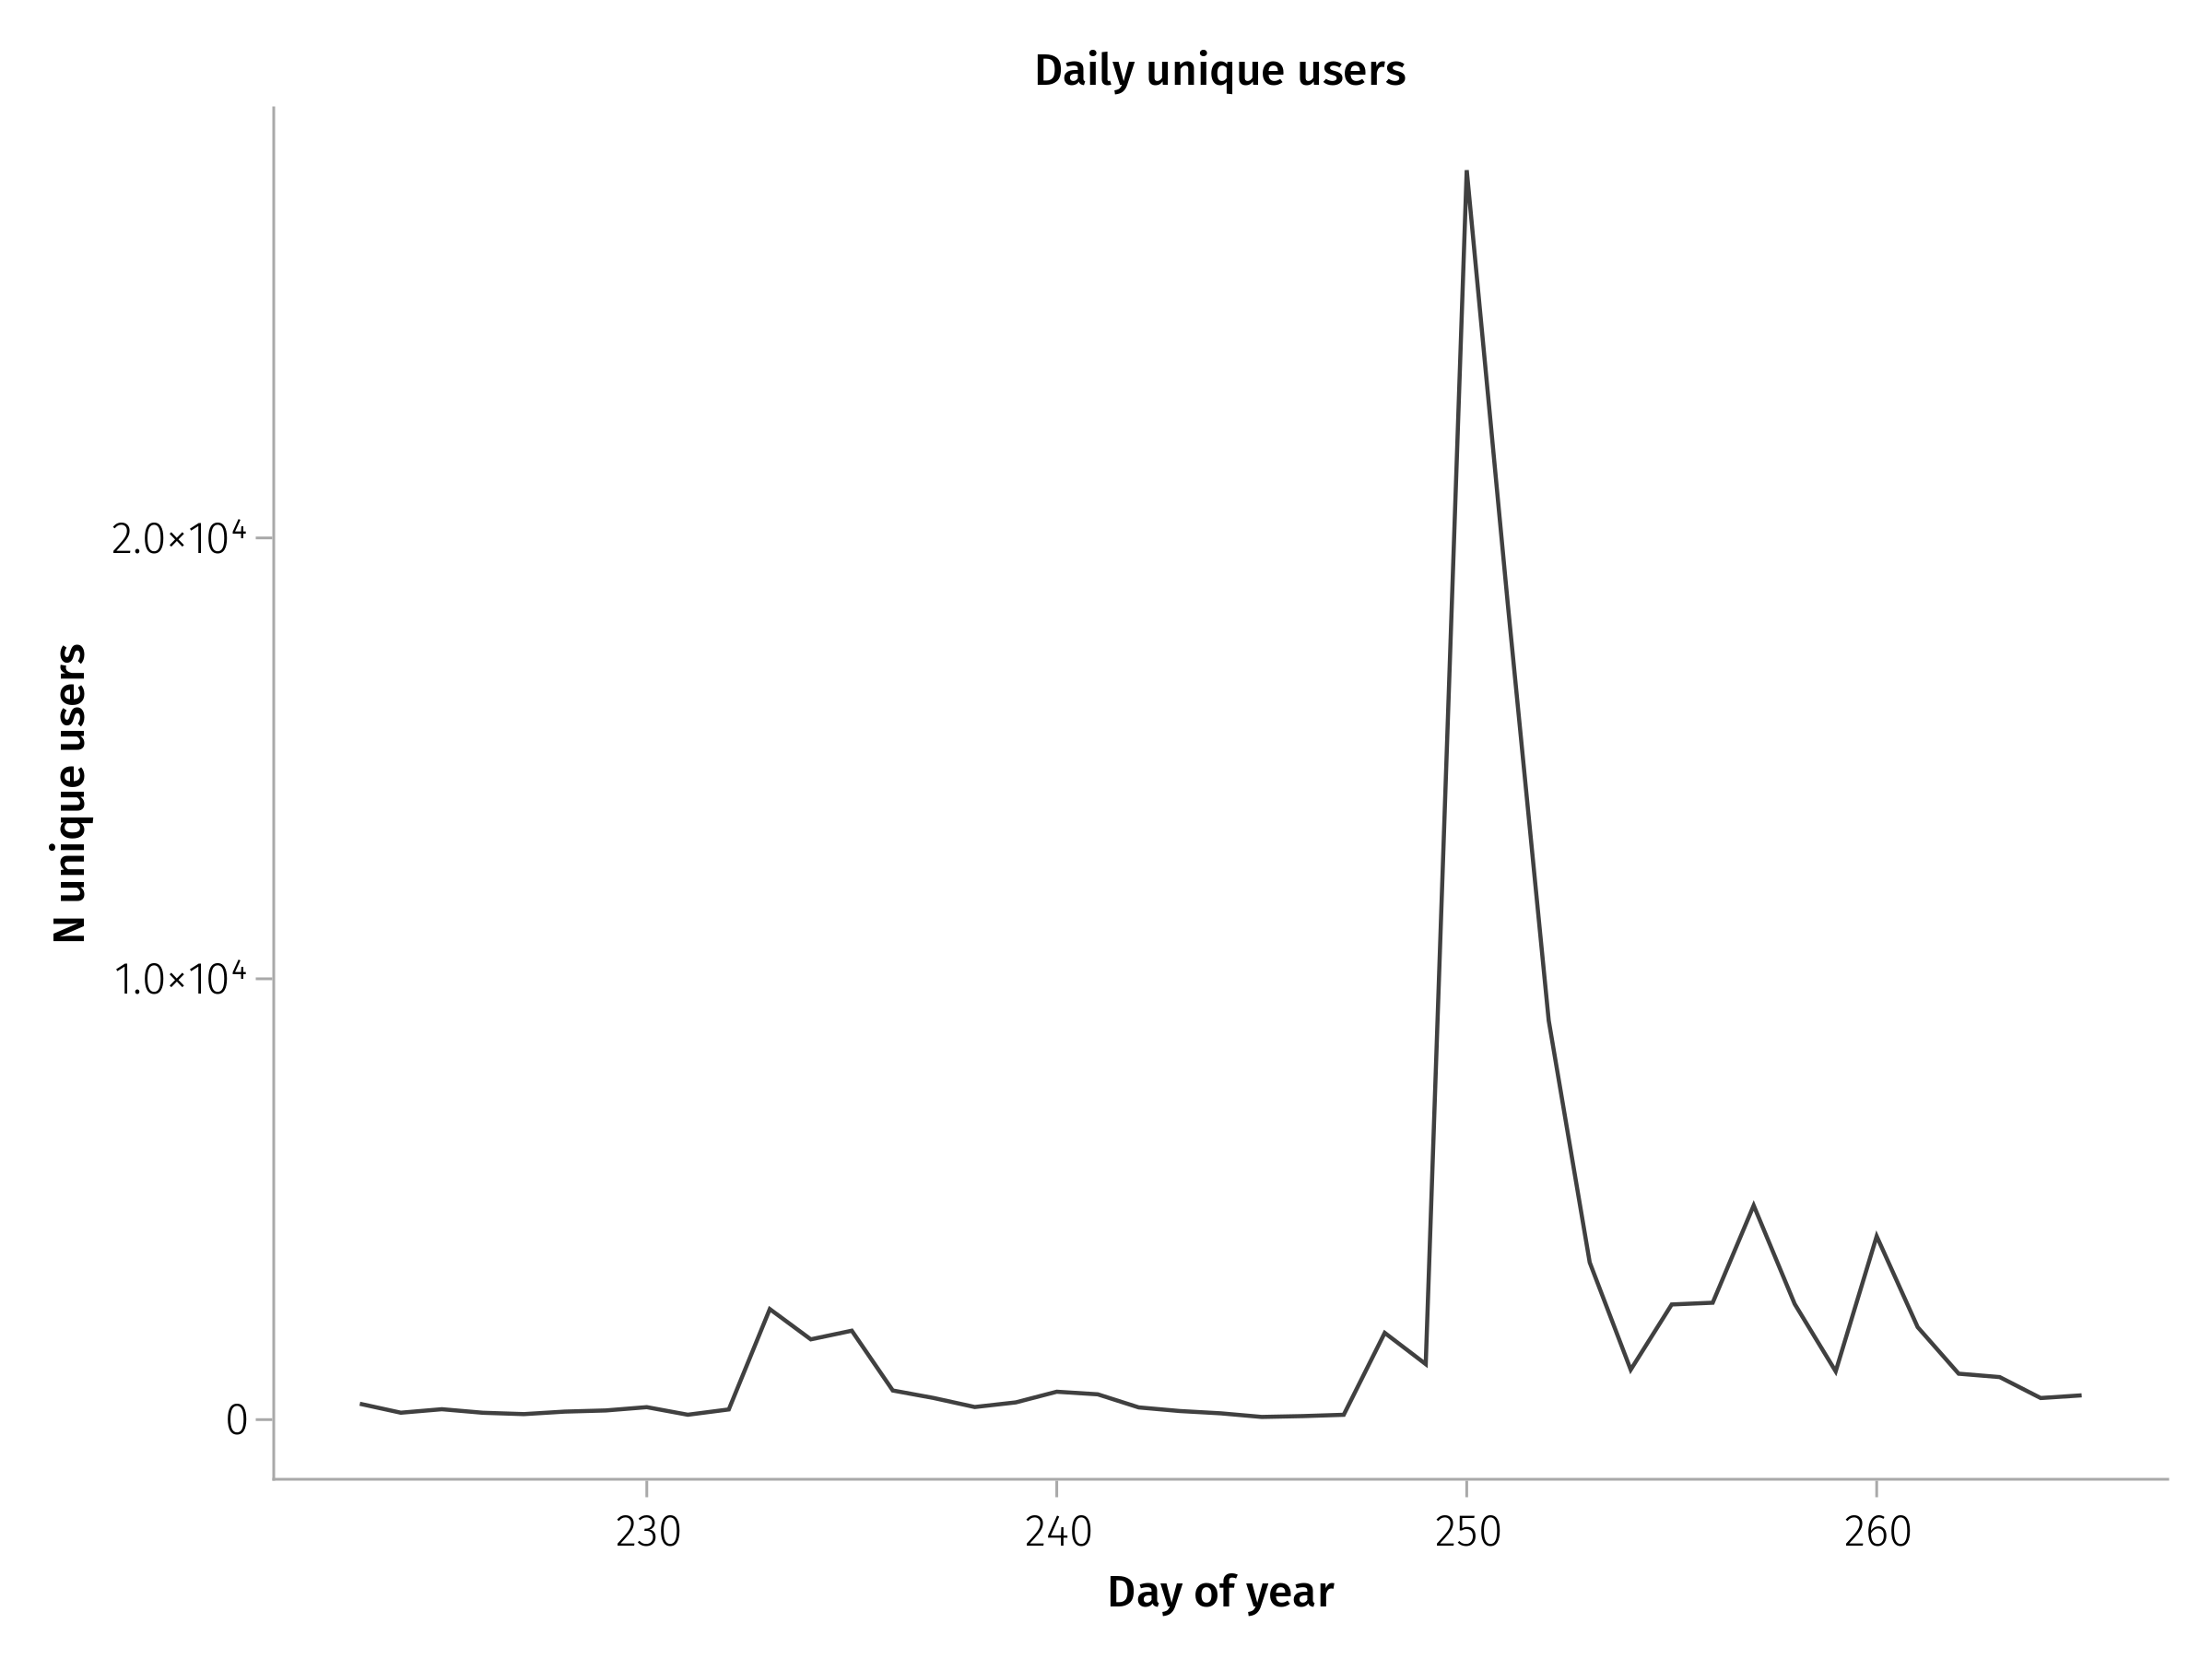 Daily unique users
2.0×10⁴
1.0×10⁴
0
N unique users
230 240 250 260
Day of year